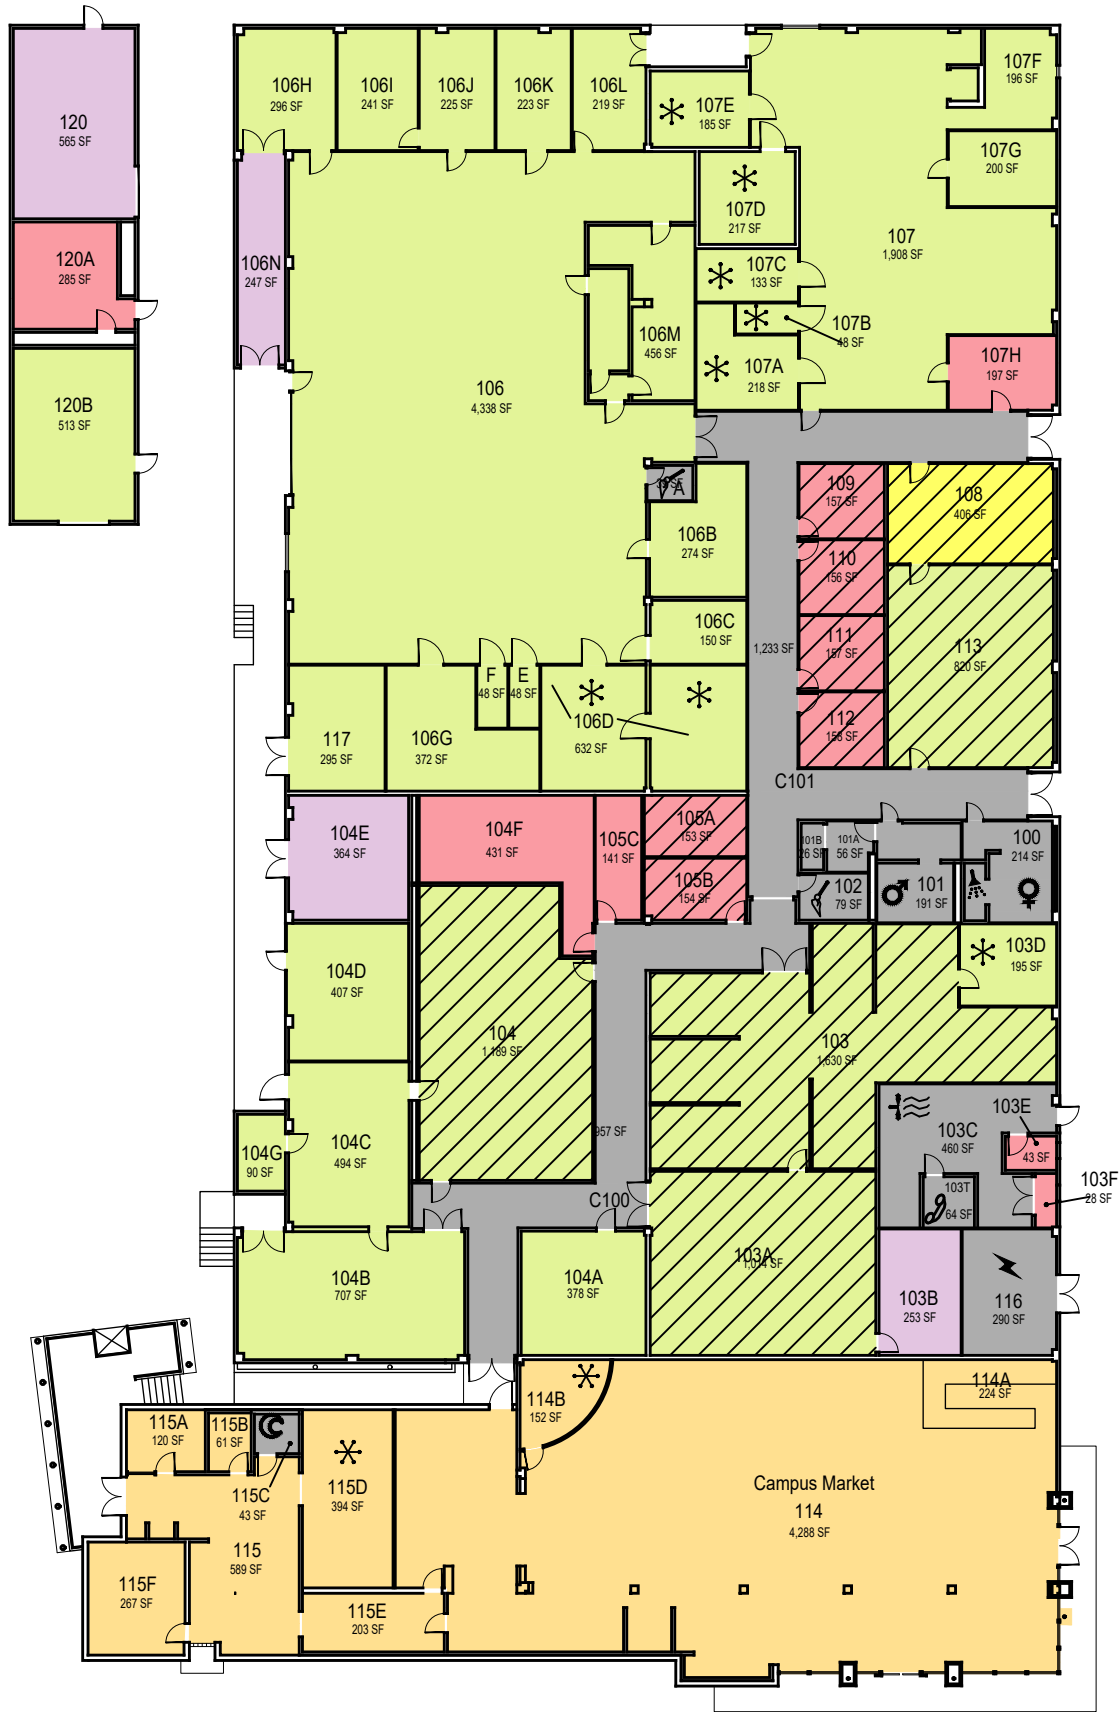 120
565 SF
120A
285 SF
120B
513 SF
106H
296 SF
106I
241 SF
106J
225 SF
106K
223 SF
106L
219 SF
107E
185 SF
107F
196 SF
107G
200 SF
107D
217 SF
107
1,908 SF
107C
133 SF
107B
48 SF
107A
218 SF
107H
197 SF
106N
247 SF
106M
456 SF
106
4,338 SF
A
106B
274 SF
106C
150 SF
109
157 SF
108
406 SF
110
156 SF
111
157 SF
1,233 SF
113
820 SF
112
158 SF
F
48 SF
E
48 SF
106D
632 SF
117
295 SF
106G
372 SF
C101
104E
364 SF
104F
431 SF
105C
141 SF
105A
153 SF
105B
154 SF
101B
26 SF
101A
56 SF
102
79 SF
101
191 SF
100
214 SF
104D
407 SF
104
1,189 SF
103D
195 SF
103
1,630 SF
104C
494 SF
104G
90 SF
957 SF
C100
103C
460 SF
103E
43 SF
103F
28 SF
103T
64 SF
104B
707 SF
104A
378 SF
103A
1,014 SF
103B
253 SF
116
290 SF
114B
152 SF
114A
224 SF
115A
120 SF
115B
61 SF
115C
43 SF
115D
394 SF
Campus Market
114
4,288 SF
115
589 SF
115F
267 SF
115E
203 SF